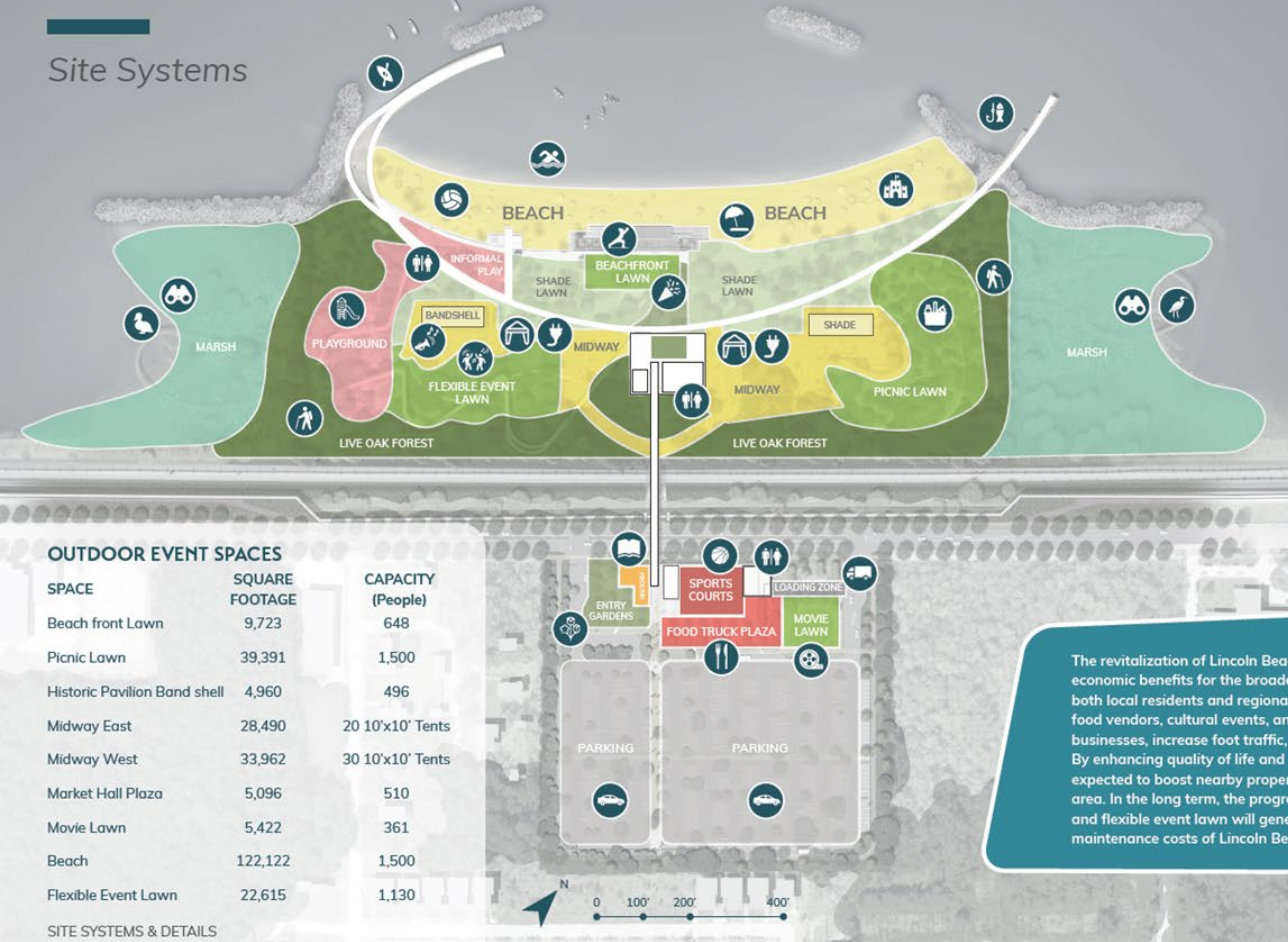 Site Systems
BEACH
BEACH
INFORMAL
PLAY
BEACHFRONT
LAWN
SHADE
LAWN
SHADE
LAWN
BANDSHELL
SHADE
PLAYGROUND
MIDWAY
MARSH
MARSH
FLEXIBLE EVENT
LAWN
MIDWAY
PICNIC LAWN
LIVE OAK FOREST
LIVE OAK FOREST
SPORTS
COURTS
LOADING ZONE
ENTRY
GARDENS
FOOD TRUCK PLAZA
MOVIE
LAWN
PARKING
PARKING
OUTDOOR EVENT SPACES
SPACE SQUARE FOOTAGE CAPACITY (People)
Beach front Lawn 9,723 648
Picnic Lawn 39,391 1,500
Historic Pavilion Band shell 4,960 496
Midway East 28,490 20 10'x10' Tents
Midway West 33,962 30 10'x10' Tents
Market Hall Plaza 5,096 510
Movie Lawn 5,422 361
Beach 122,122 1,500
Flexible Event Lawn 22,615 1,130
SITE SYSTEMS & DETAILS
N
0 100' 200' 400'
The revitalization of Lincoln Bea
economic benefits for the broade
both local residents and regiona
food vendors, cultural events, an
businesses, increase foot traffic,
By enhancing quality of life and
expected to boost nearby proper
area. In the long term, the progra
and flexible event lawn will gene
maintenance costs of Lincoln Be